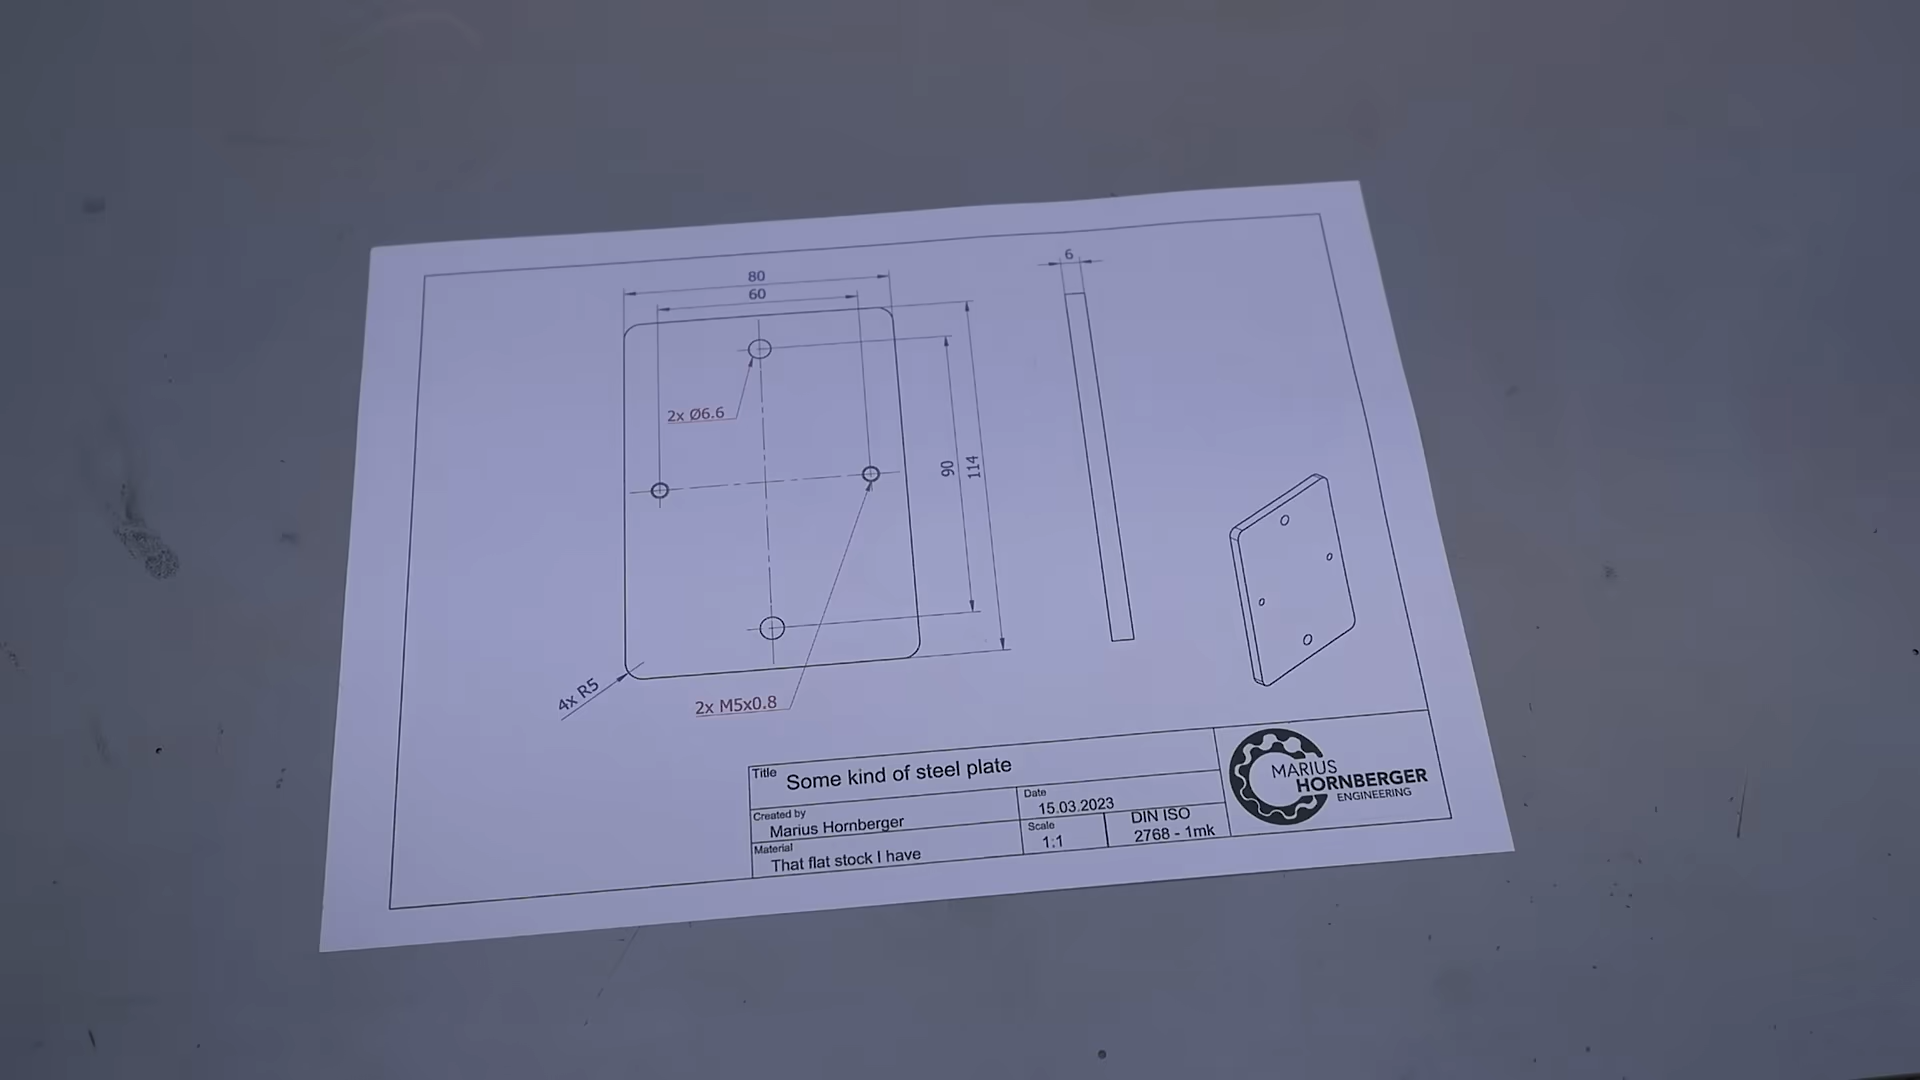 80
60
6
2x Ø6.6
90
114
4x R5
2x M5x0.8
Title
Some kind of steel plate
Created by
Marius Hornberger
Date
15.03.2023
Material
That flat stock I have
Scale
1:1
DIN ISO
2768 - 1mk
MARIUS
HORNBERGER
ENGINEERING